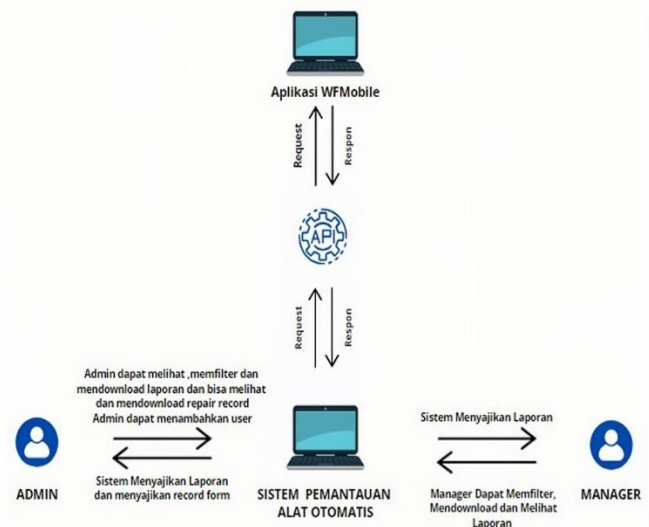 Aplikasi WFMobile
Request
Respon
API
Request
Respon
Admin dapat melihat ,memfilter dan
mendownload laporan dan bisa melihat
dan mendownload repair record
Admin dapat menambahkan user
Sistem Menyajikan Laporan
ADMIN
Sistem Menyajikan Laporan
dan menyajikan record form
SISTEM PEMANTAUAN
ALAT OTOMATIS
Manager Dapat Memfilter,
Mendownload dan Melihat
Laporan
MANAGER